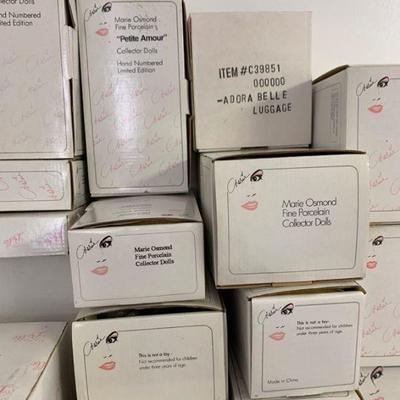 Collector Dolls
Hand Numbered
Limited Edition
Marie Osmond
Fine Porcelain
"Petite Amour"
Collector Dolls
Hand Numbered
Limited Edition
ITEM#C39851
000000
-ADORA BELLE
LUGGAGE
Marie Osmond
Fine Porcelain
Collector Dolls
Marie Osmond
Fine Porcelain
Collector Dolls
This is not a toy-
Not recommended for children
under three years of age.
This is not a toy-
Not recommended for children
under three years of age.
Made in China